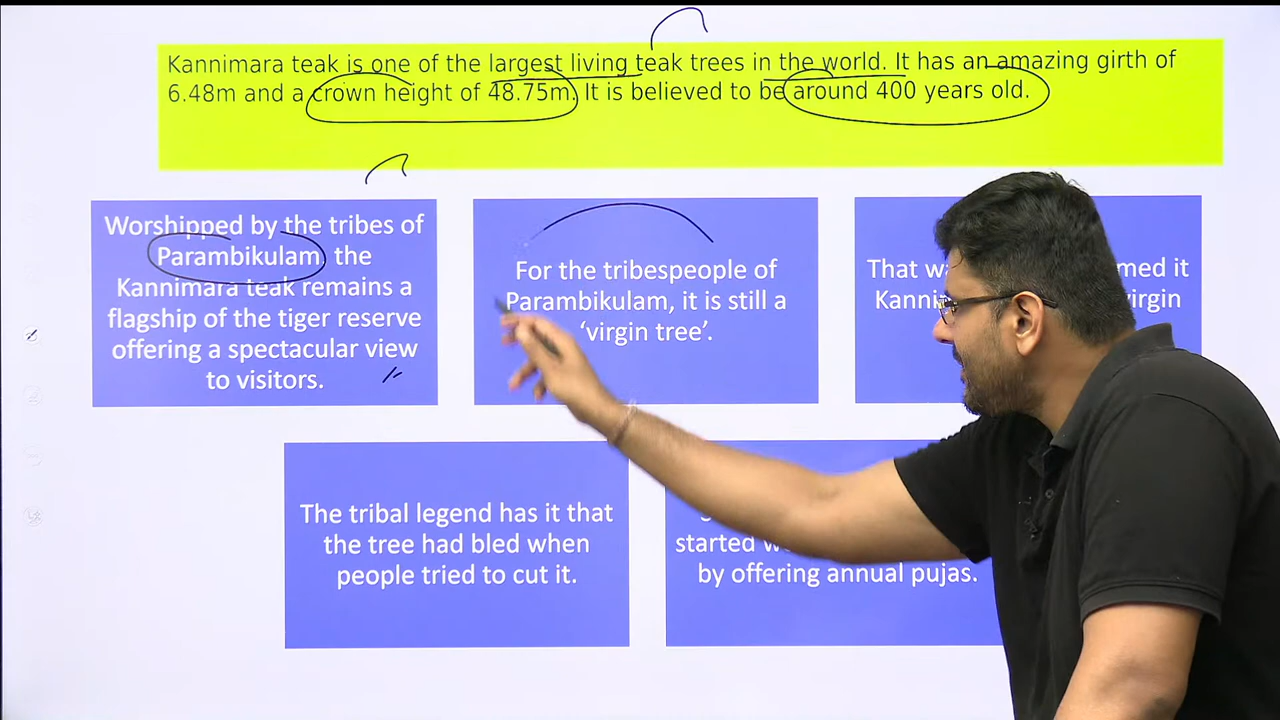 Kannimara teak is one of the largest living teak trees in the world. It has an amazing girth of
6.48m and a crown height of 48.75m. It is believed to be around 400 years old.
Worshipped by the tribes of
Parambikulam, the
Kannimara teak remains a
flagship of the tiger reserve
offering a spectacular view
to visitors.
For the tribespeople of
Parambikulam, it is still a
‘virgin tree’.
That
The tribal legend has it that
the tree had bled when
people tried to cut it.
started
by offering annual pujas.